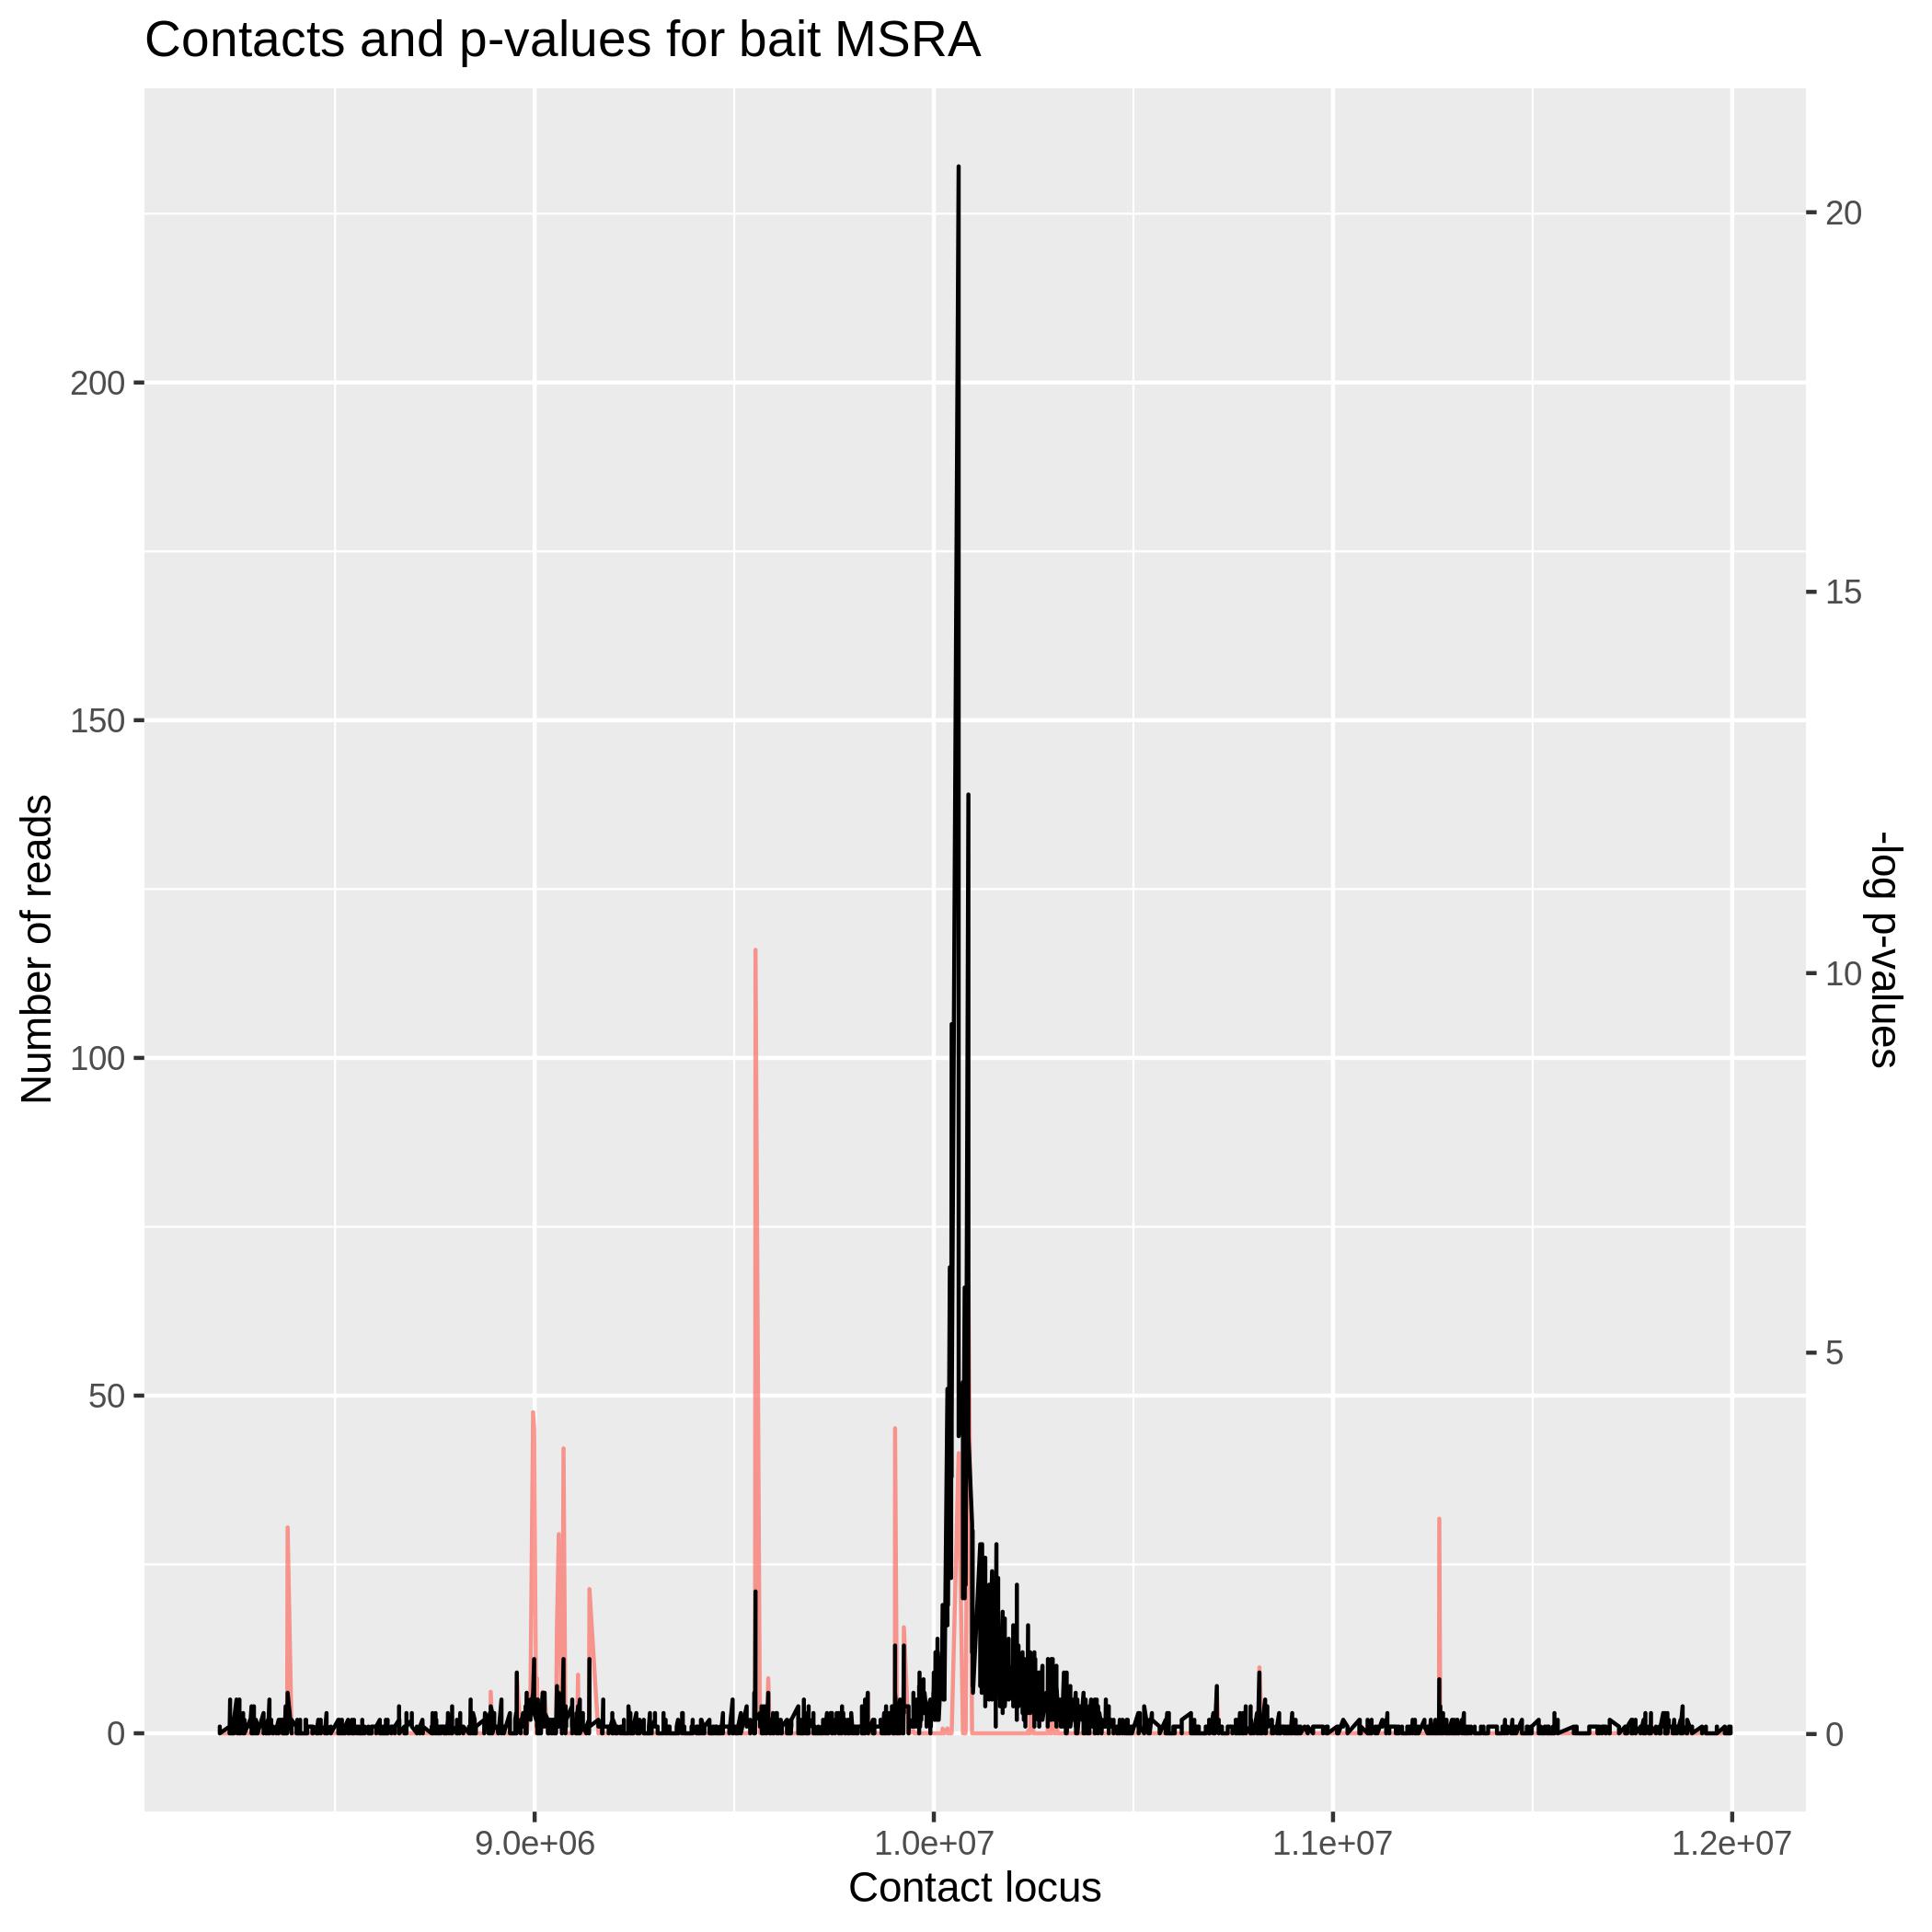 Contacts and p-values for bait MSRA
Number of reads
200
150
100
50
0
20
15
10
5
0
-log p-values
9.0e+06 1.0e+07 1.1e+07 1.2e+07
Contact locus